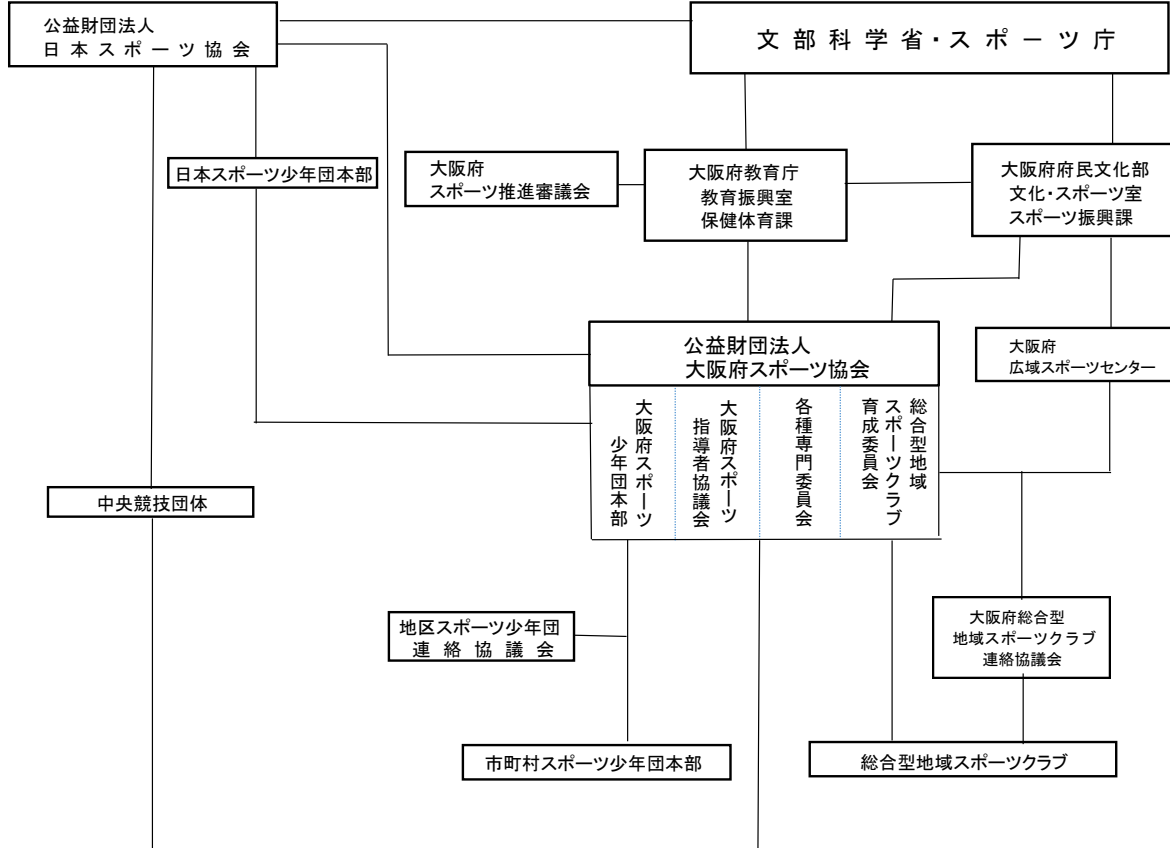 公益財団法人
日本スポーツ協会
文部科学省・スポーツ庁
日本スポーツ少年団本部
大阪府
スポーツ推進審議会
大阪府教育庁
教育振興室
保健体育課
大阪府府民文化部
文化・スポーツ室
スポーツ振興課
公益財団法人
大阪府スポーツ協会
大阪府
広域スポーツセンター
大阪府スポーツ
少年団本部
大阪府スポーツ
指導者協議会
各種専門委員会
総合型地域
スポーツクラブ
育成委員会
中央競技団体
地区スポーツ少年団
連絡協議会
大阪府総合型
地域スポーツクラブ
連絡協議会
市町村スポーツ少年団本部
総合型地域スポーツクラブ